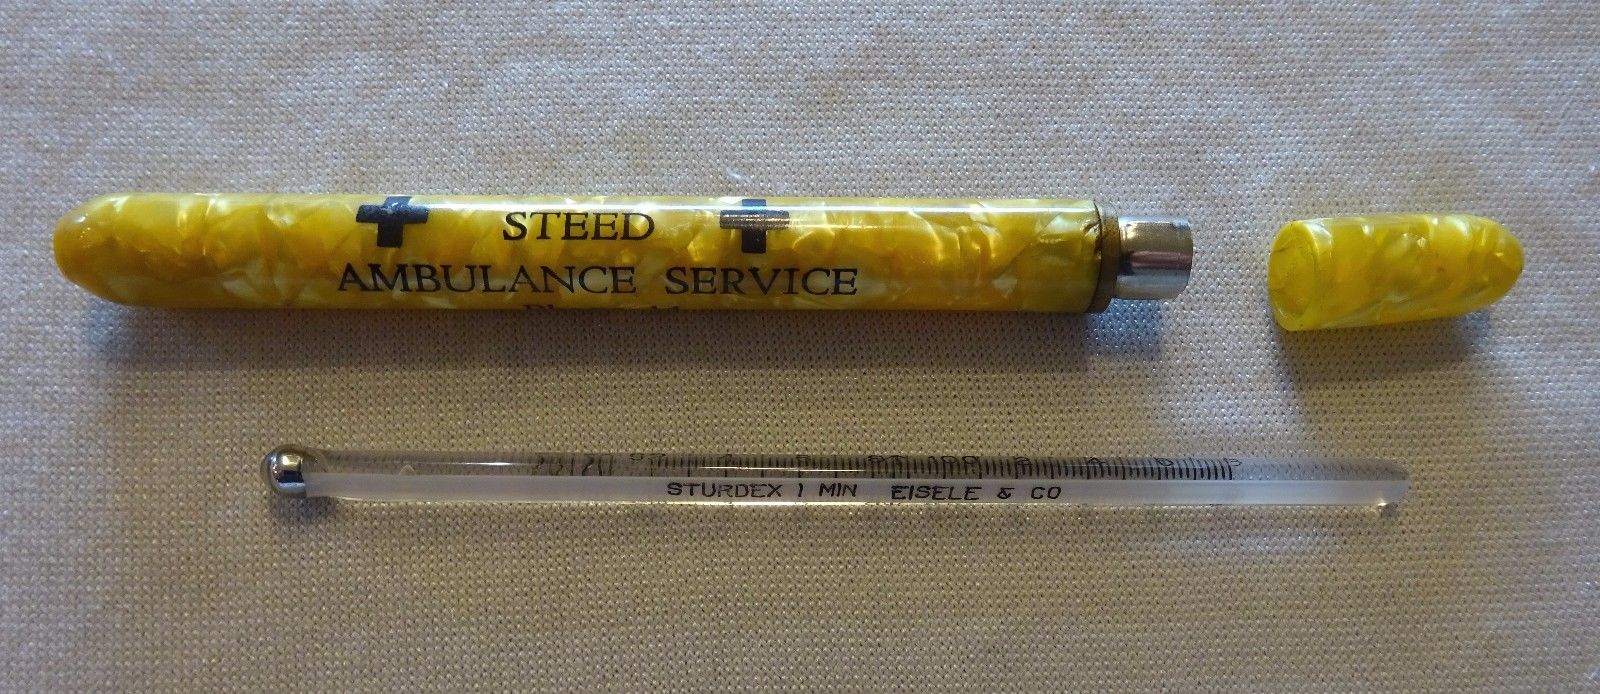 STEED
AMBULANCE SERVICE
STURDEX 1 MIN EISELE & CO